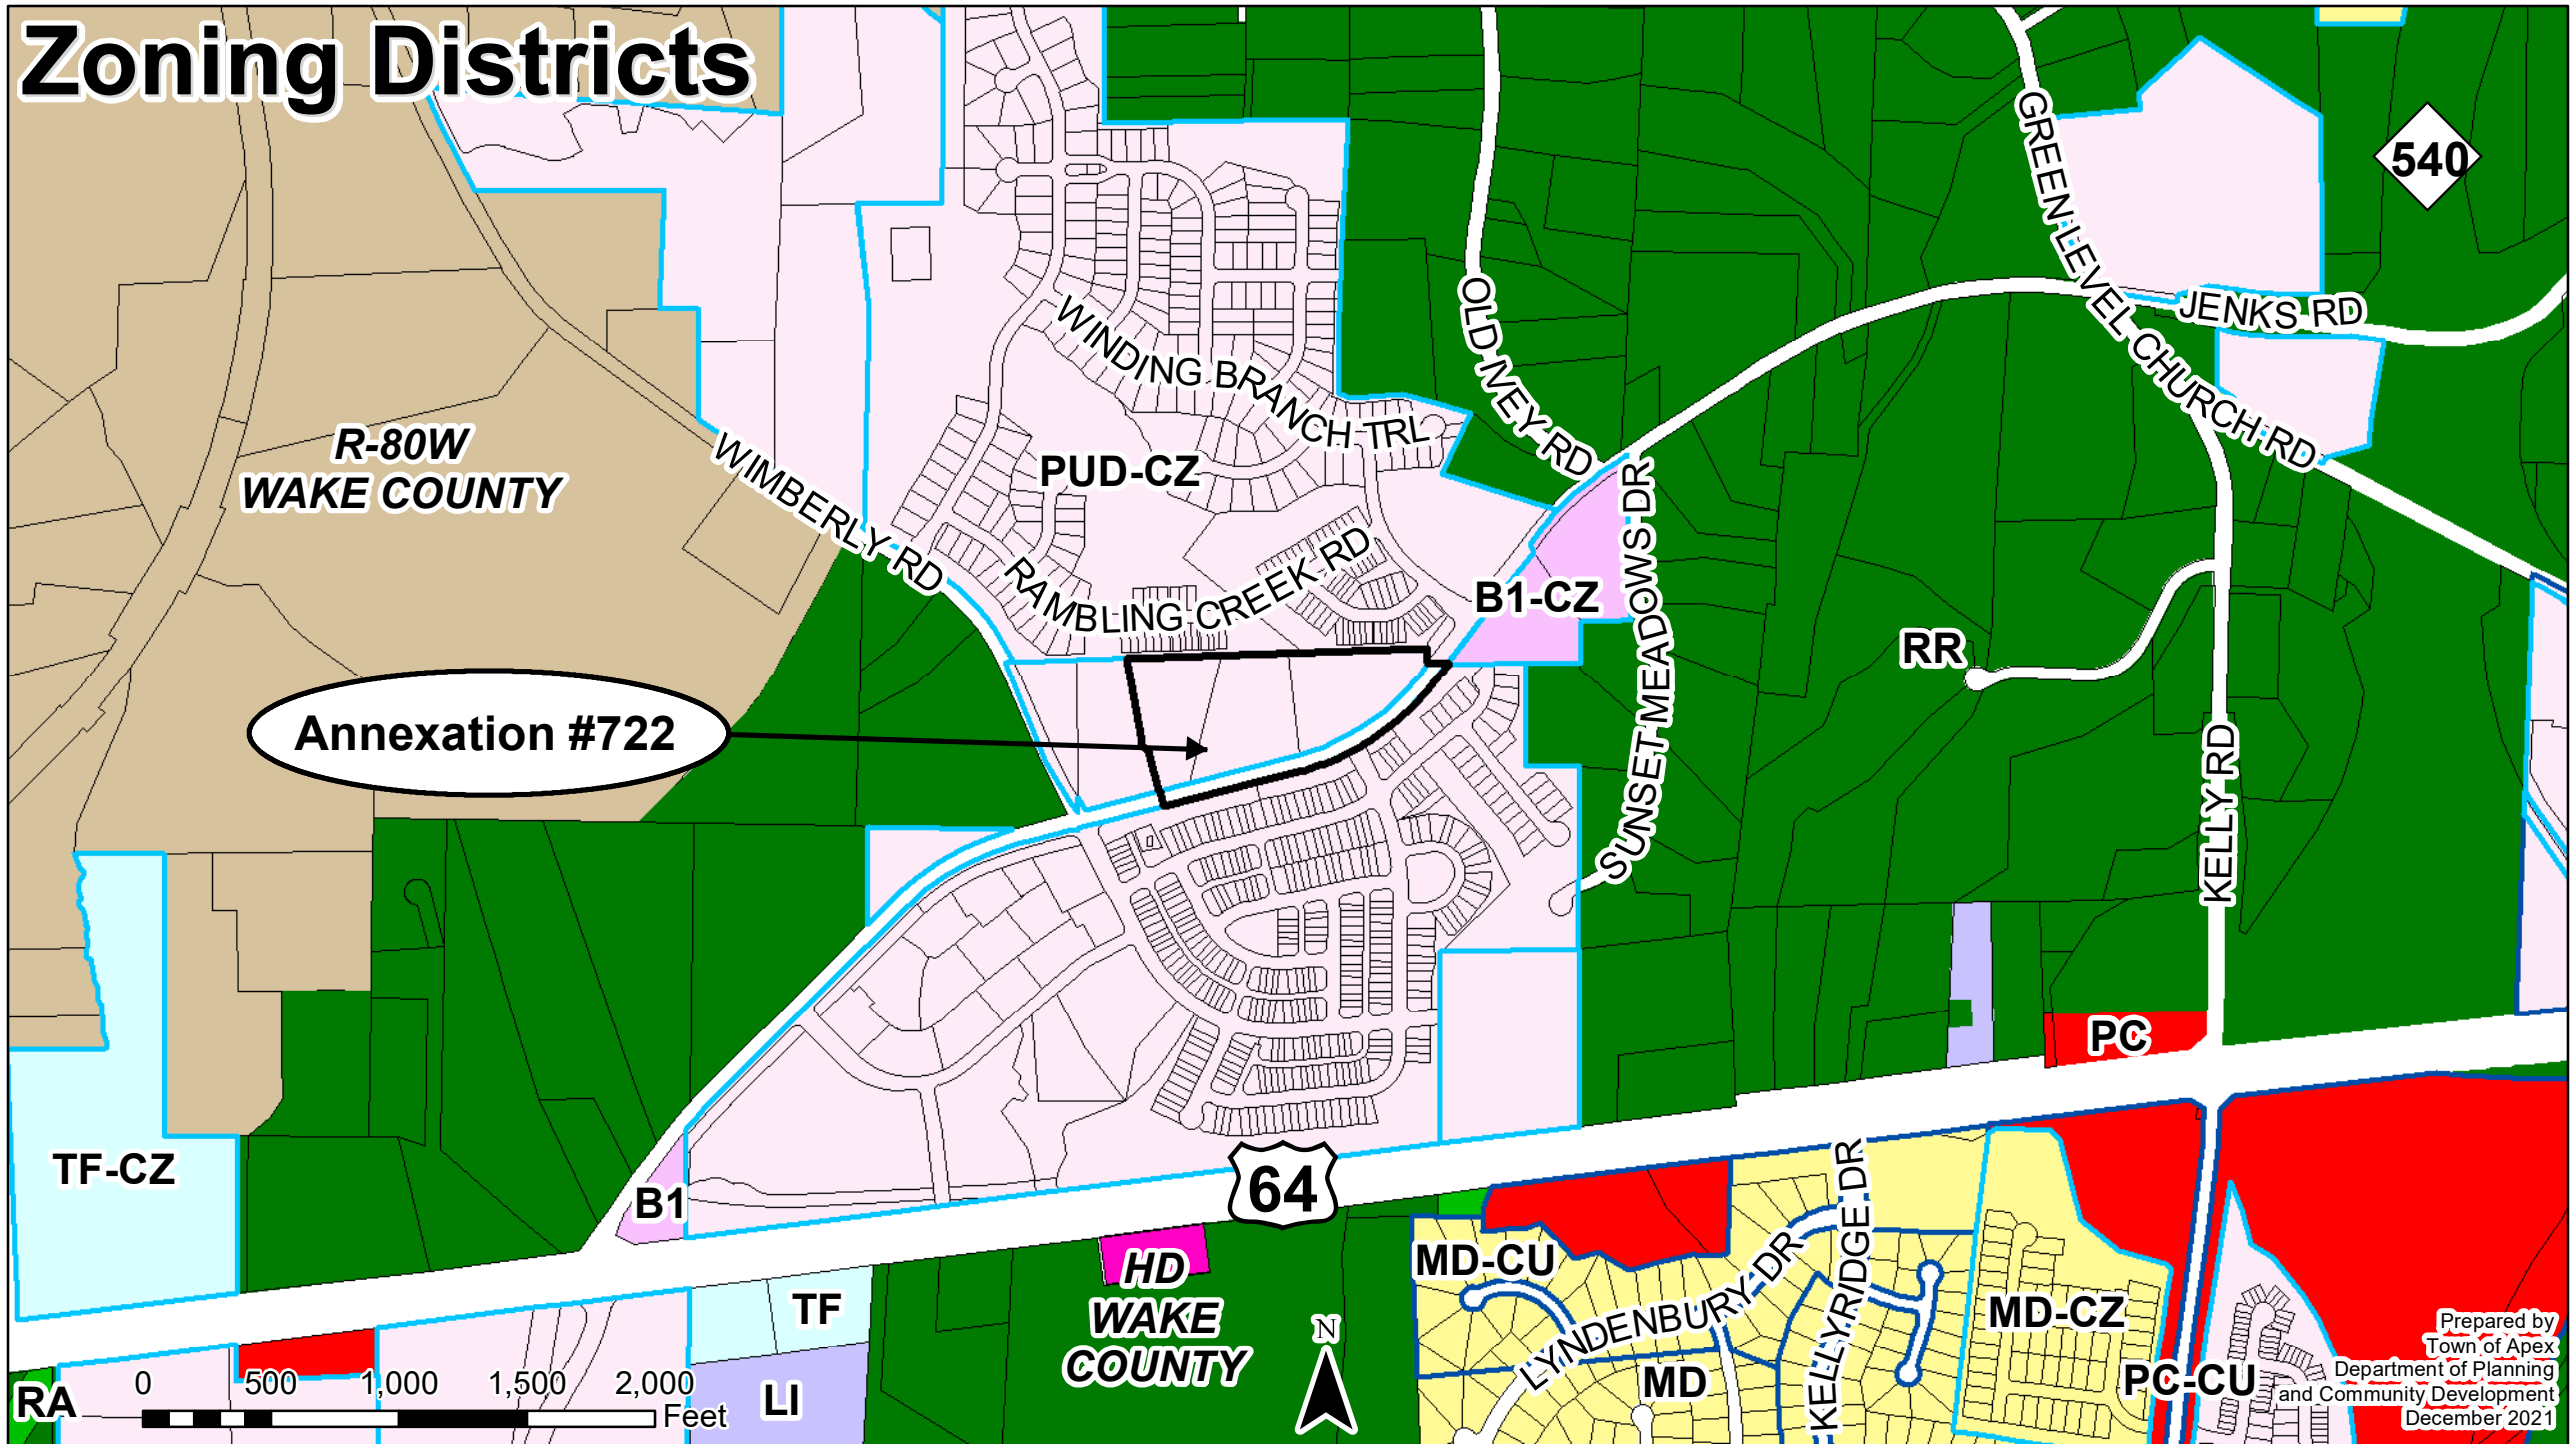 Zoning Districts
540
GREEN LEVEL CHURCH RD
JENKS RD
OLD IVEY RD
WINDING BRANCH TRL
R-80W
WAKE COUNTY
PUD-CZ
WIMBERLY RD
RAMBLING CREEK RD
B1-CZ
SUNSET MEADOWS DR
RR
KELLY RD
Annexation #722
PC
TF-CZ
B1
64
HD
WAKE
COUNTY
MD-CU
LYNDENBURY DR
KELLYRIDGE DR
MD-CZ
MD
PC-CU
TF
LI
RA
N
0 500 1,000 1,500 2,000
Feet
Prepared by
Town of Apex
Department of Planning
and Community Development
December 2021